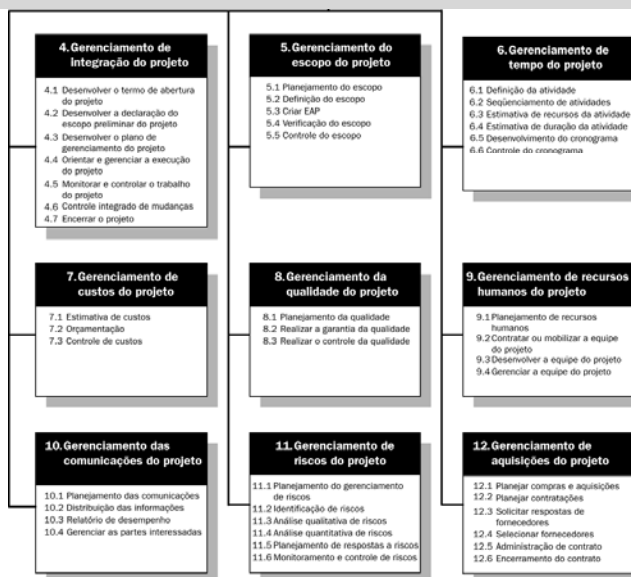 4.Gerenciamento de
integração do projeto
4.1 Desenvolver o termo de abertura
do projeto
4.2 Desenvolver a declaração do
escopo preliminar do projeto
4.3 Desenvolver o plano de
gerenciamento do projeto
4.4 Orientar e gerenciar a execução
do projeto
4.5 Monitorar e controlar o trabalho
do projeto
4.6 Controle integrado de mudanças
4.7 Encerrar o projeto
5.Gerenciamento do
escopo do projeto
5.1 Planejamento do escopo
5.2 Definição do escopo
5.3 Criar EAP
5.4 Verificação do escopo
5.5 Controle do escopo
6.Gerenciamento de
tempo do projeto
6.1 Definição da atividade
6.2 Seqüenciamento de atividades
6.3 Estimativa de recursos da atividade
6.4 Estimativa de duração da atividade
6.5 Desenvolvimento do cronograma
6.6 Controle do cronograma
7.Gerenciamento de
custos do projeto
7.1 Estimativa de custos
7.2 Orçamentação
7.3 Controle de custos
8.Gerenciamento da
qualidade do projeto
8.1 Planejamento da qualidade
8.2 Realizar a garantia da qualidade
8.3 Realizar o controle da qualidade
9.Gerenciamento de recursos
humanos do projeto
9.1 Planejamento de recursos
humanos
9.2 Contratar ou mobilizar a equipe
do projeto
9.3 Desenvolver a equipe do projeto
9.4 Gerenciar a equipe do projeto
10.Gerenciamento das
comunicações do projeto
10.1 Planejamento das comunicações
10.2 Distribuição das informações
10.3 Relatório de desempenho
10.4 Gerenciar as partes interessadas
11.Gerenciamento de
riscos do projeto
11.1 Planejamento do gerenciamento
de riscos
11.2 Identificação de riscos
11.3 Análise qualitativa de riscos
11.4 Análise quantitativa de riscos
11.5 Planejamento de respostas a riscos
11.6 Monitoramento e controle de riscos
12.Gerenciamento de
aquisições do projeto
12.1 Planejar compras e aquisições
12.2 Planejar contratações
12.3 Solicitar respostas de
fornecedores
12.4 Selecionar fornecedores
12.5 Administração de contrato
12.6 Encerramento do contrato